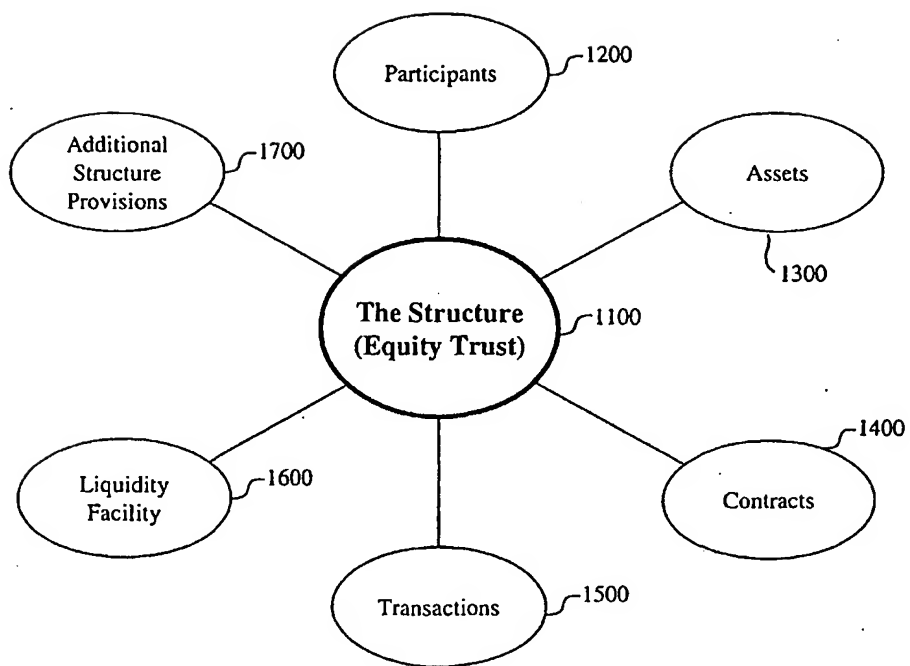 Participants
1200
Additional
Structure
Provisions
1700
Assets
1300
The Structure
(Equity Trust)
1100
1400
Contracts
Liquidity
Facility
1600
Transactions
1500